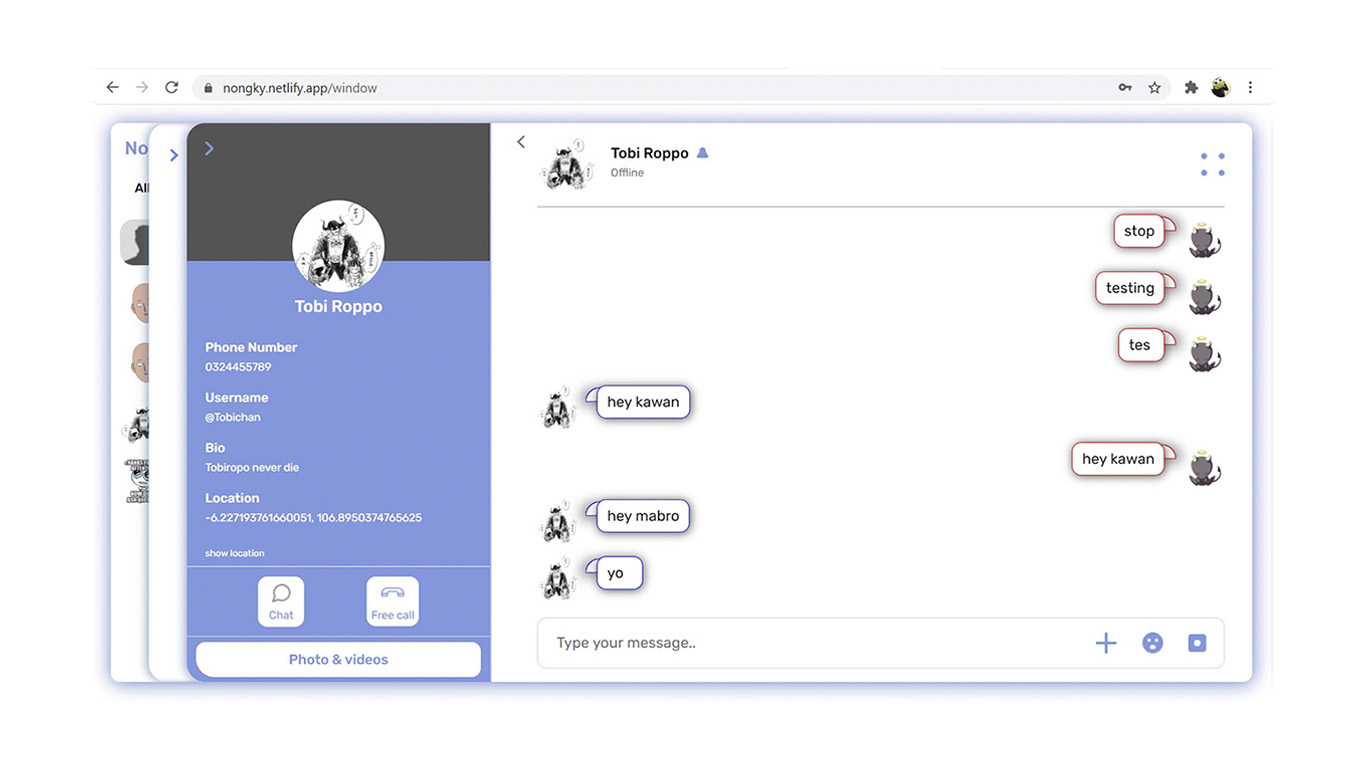 nongky.netlify.app/window
No
All
Tobi Roppo
Phone Number
0324455789
Username
@Tobichan
Bio
Tobiropo never die
Location
-6.227193761660051, 106.8950374765625
show location
Chat
Free call
Photo & videos
Tobi Roppo
Offline
stop
testing
tes
hey kawan
hey kawan
hey mabro
yo
Type your message..